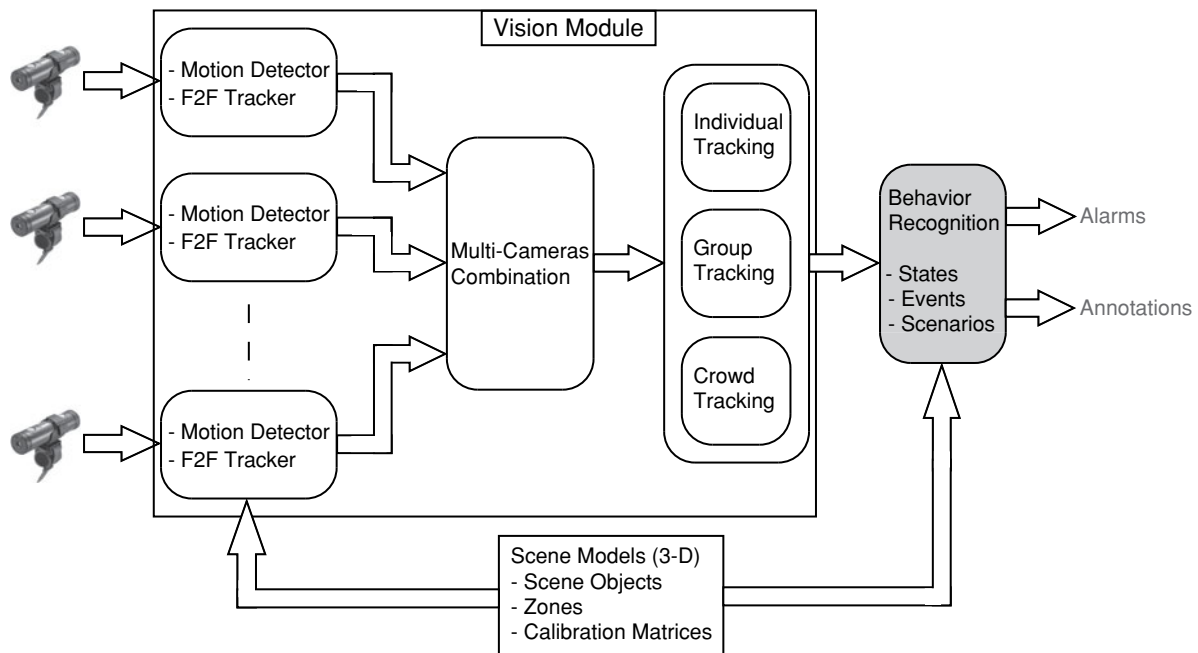 Vision Module
- Motion Detector
- F2F Tracker
- Motion Detector
- F2F Tracker
- Motion Detector
- F2F Tracker
Multi-Cameras
Combination
Individual
Tracking
Group
Tracking
Crowd
Tracking
Behavior
Recognition
- States
- Events
- Scenarios
Alarms
Annotations
Scene Models (3-D)
- Scene Objects
- Zones
- Calibration Matrices